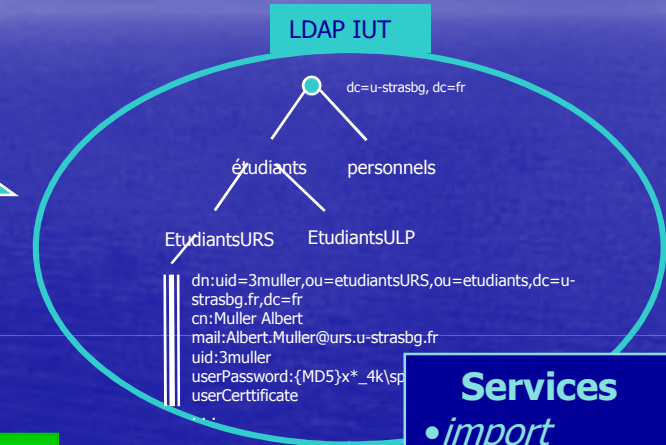 LDAP IUT
dc=u-strasbg, dc=fr
étudiants personnels
EtudiantsURS EtudiantsULP
dn:uid=3muller,ou=etudiantsURS,ou=etudiants,dc=u-
strasbg.fr,dc=fr
cn:Muller Albert
mail:Albert.Muller@urs.u-strasbg.fr
uid:3muller
userPassword:{MD5}x*_4k\sp
userCerttificate
. . .
Services
•import